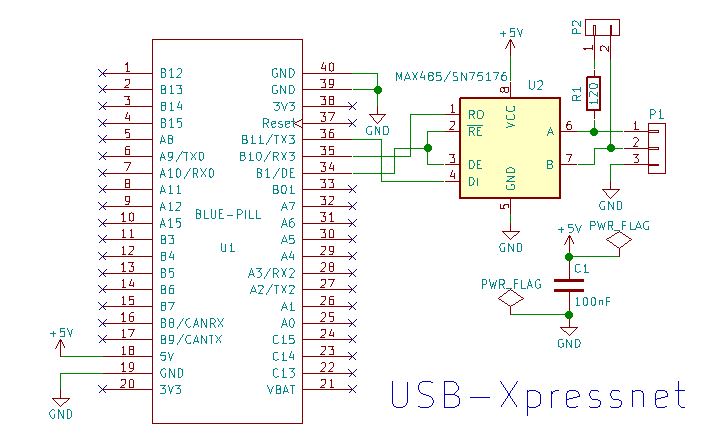 P2
+5V
1 2
MAX485/SN75176
1 B12 GND 40
2 B13 GND 39
3 B14 3V3 38
4 B15 Reset 37
5 A8 B11/TX3 36
6 A9/TXD B10/RX3 35
7 A10/RXD B1/DE 34
8 A11 BO1 33
9 A12 A7 32
10 A15 A6 31
11 B3 A5 30
12 B4 A4 29
13 B5 A3/RX2 28
14 B6 A2/TX2 27
15 B7 A1 26
16 B8/CANRX A0 25
17 B9/CANTX C15 24
18 5V C14 23
19 GND C13 22
20 3V3 VBAT 21
BLUE-PILL
U1
+5V
GND
GND
U2
8
VCC
1 RO
2 RE
3 DE
4 DI
A 6
B 7
GND
5
GND
R1
120
P1
1
2
3
GND
+5V
PWR_FLAG
PWR_FLAG
C1
100nF
GND
USB-Xpressnet